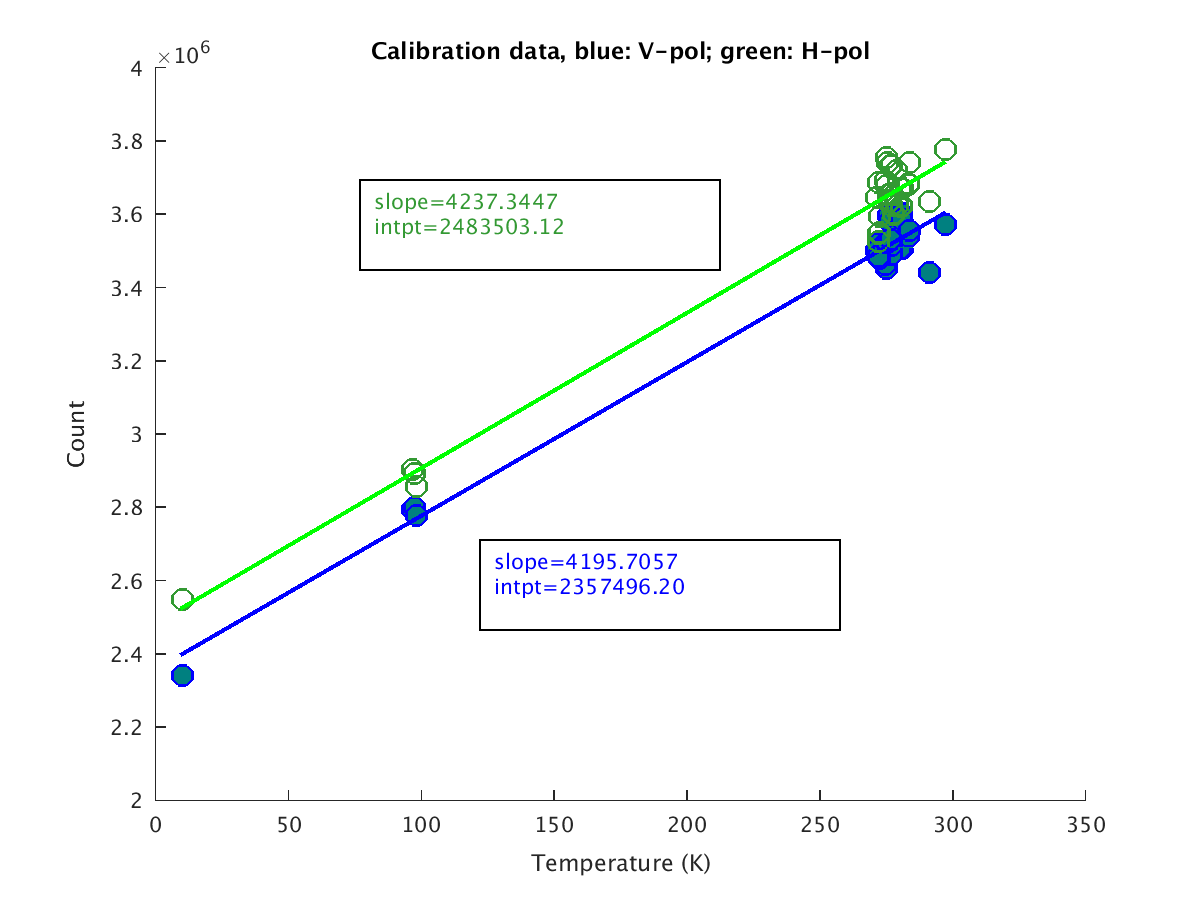 Calibration data, blue: V-pol; green: H-pol
×10^6
4
3.8
3.6
3.4
3.2
3
2.8
2.6
2.4
2.2
2
Count
slope=4237.3447
intpt=2483503.12
slope=4195.7057
intpt=2357496.20
0 50 100 150 200 250 300 350
Temperature (K)